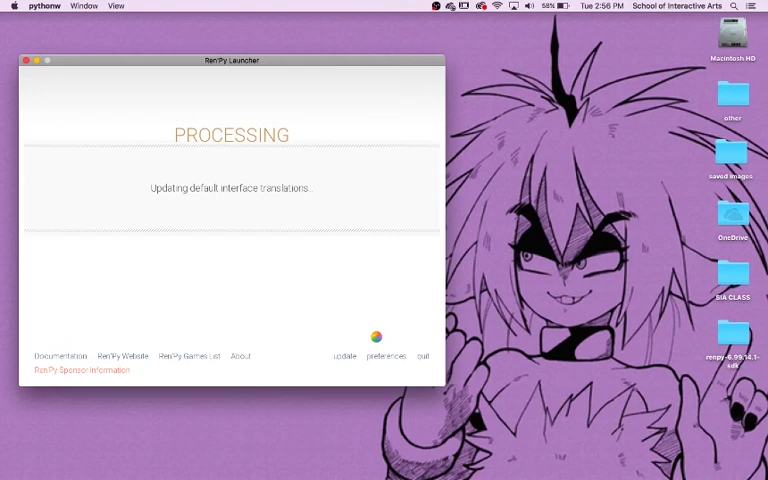 pythonw Window View 58% Tue 2:56 PM School of Interactive Arts
Ren'Py Launcher
Macintosh HD
PROCESSING
other
Updating default interface translations...
saved images
OneDrive
SIA CLASS
Documentation Ren'Py Website Ren'Py Games List About update preferences quit
renpy-6.99.14.1-
sdk
Ren'Py Sponsor Information